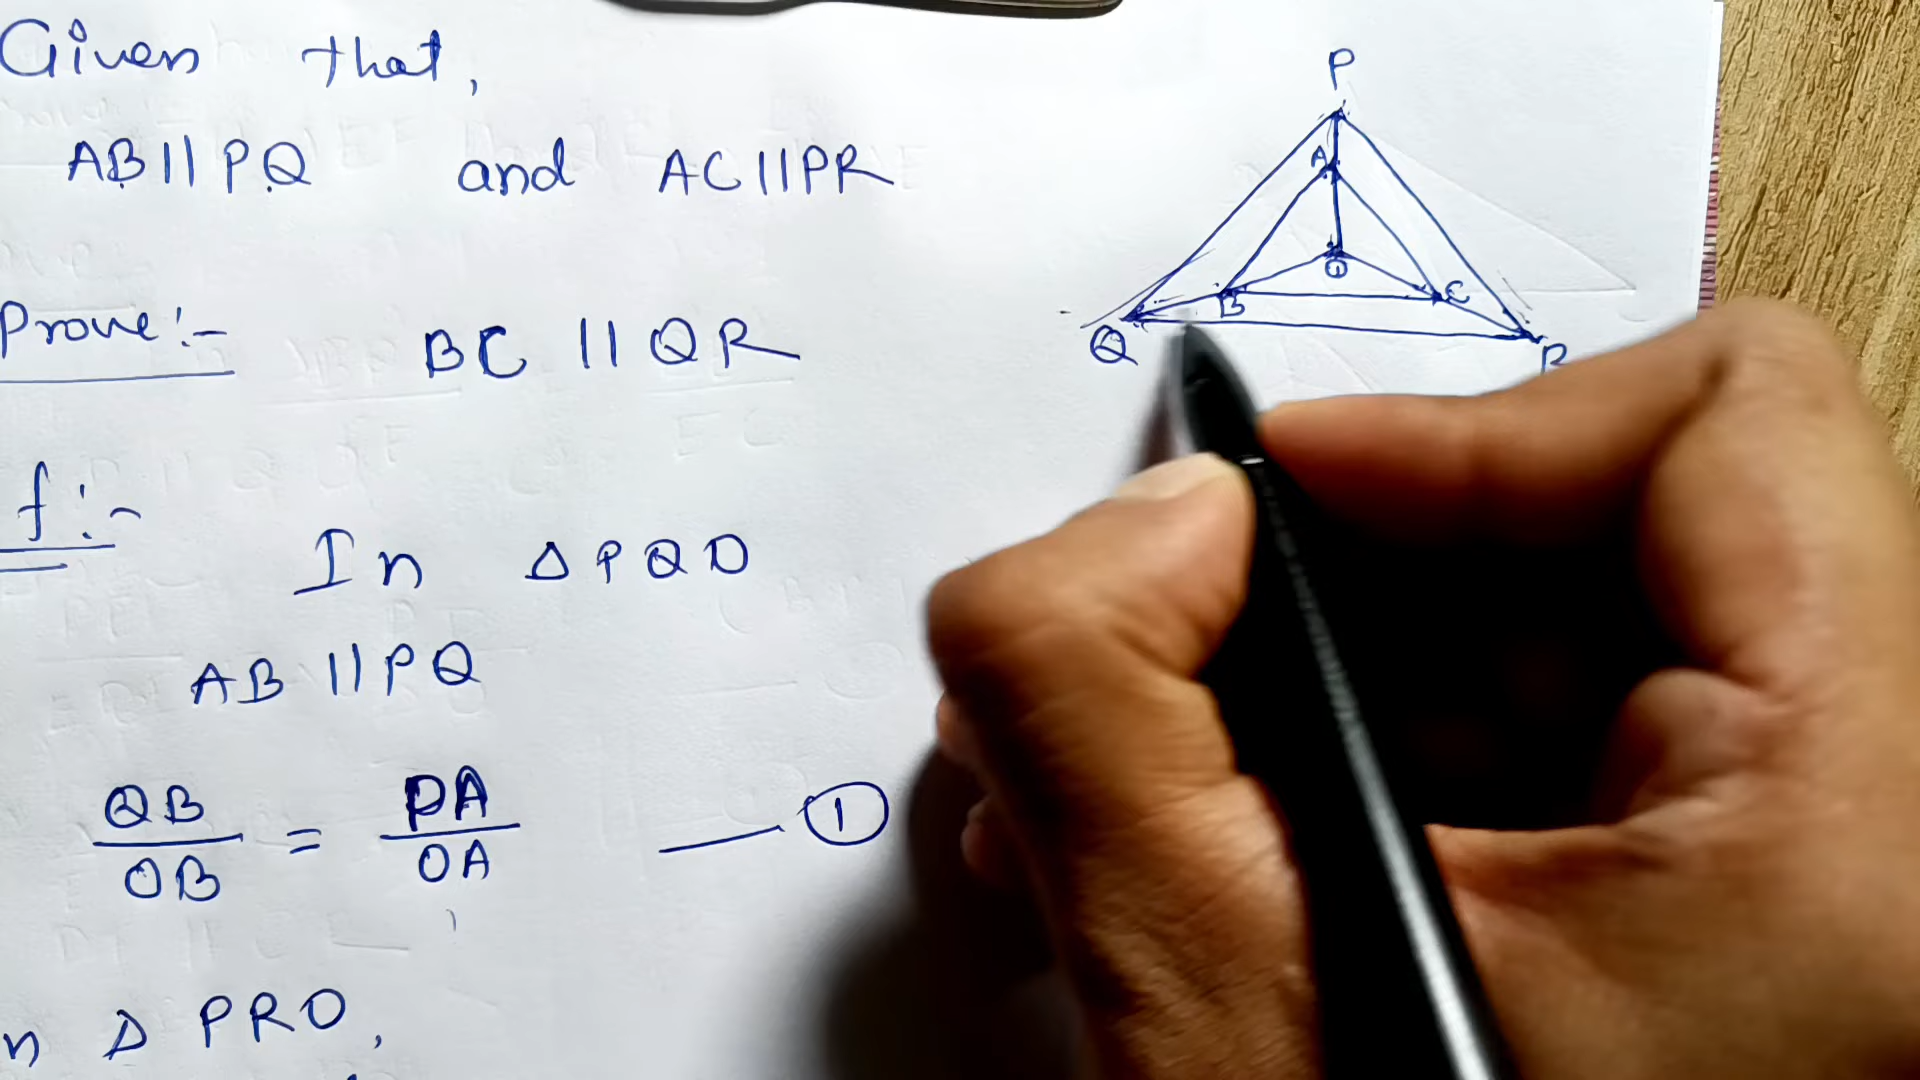 Given that,
AB || PQ and AC || PR
Prove :-
BC || QR
f :-
In Δ PQO
AB || PQ
QB/OB = PA/OA — ①
n Δ PRO,
P
A
O
B
C
Q
R